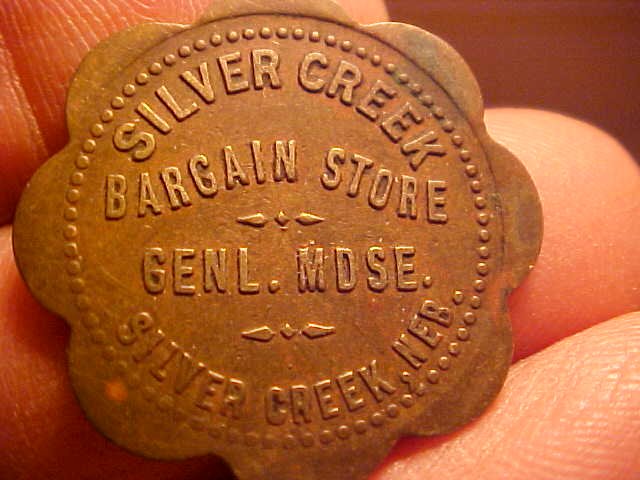 SILVER CREEK
BARGAIN STORE
GENL. MDSE.
SILVER CREEK, NEB.